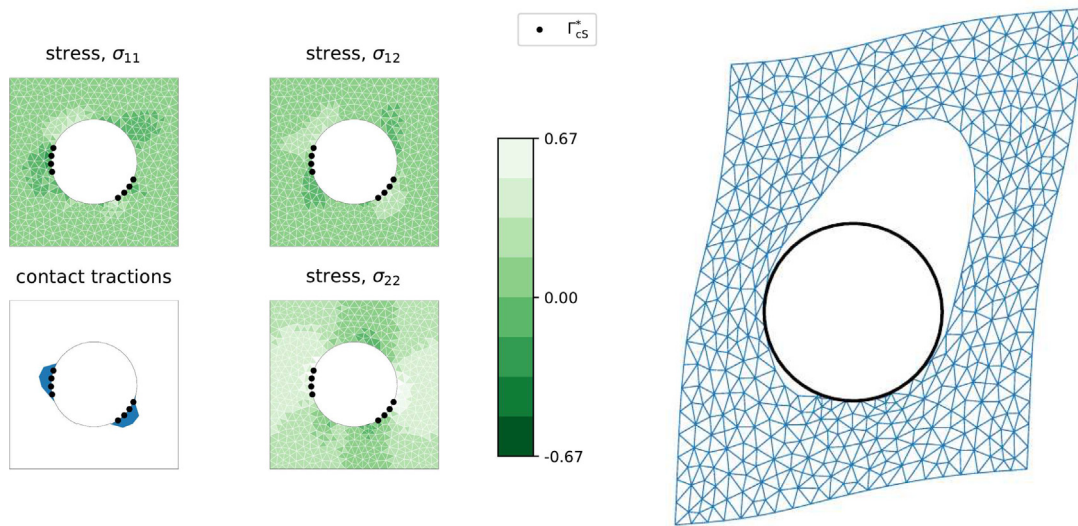 Γ*cS
stress, σ11
stress, σ12
0.67
0.00
-0.67
contact tractions
stress, σ22